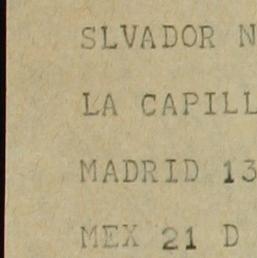 SLVADOR N
LA CAPILL
MADRID 13
MEX 21 D